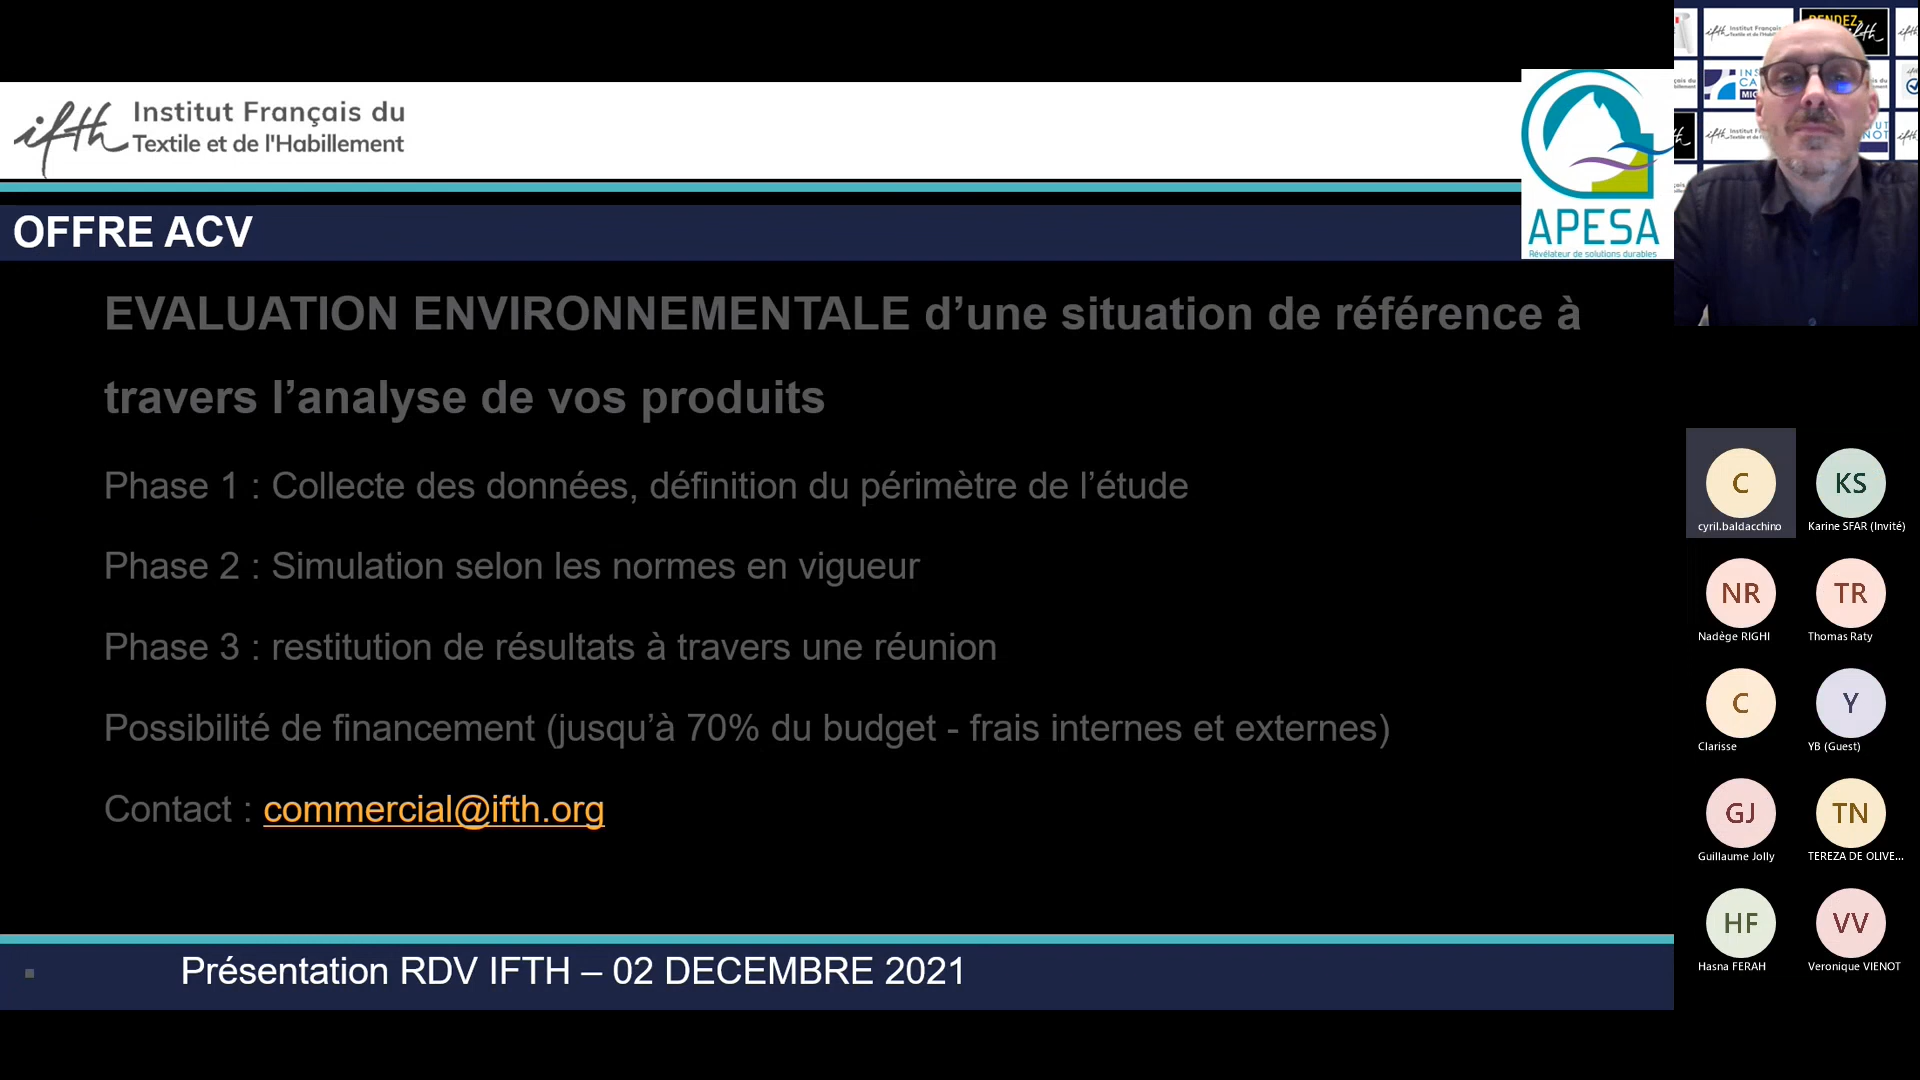 ifth Institut Français du
Textile et de l'Habillement
APESA
Révélateur de solutions durables
OFFRE ACV
EVALUATION ENVIRONNEMENTALE d’une situation de référence à
travers l’analyse de vos produits
Phase 1 : Collecte des données, définition du périmètre de l’étude
Phase 2 : Simulation selon les normes en vigueur
Phase 3 : restitution de résultats à travers une réunion
Possibilité de financement (jusqu’à 70% du budget - frais internes et externes)
Contact : commercial@ifth.org
Présentation RDV IFTH – 02 DECEMBRE 2021
C
cyril.baldacchino
KS
Karine SFAR (Invité)
NR
Nadège RIGHI
TR
Thomas Raty
C
Clarisse
Y
YB (Guest)
GJ
Guillaume Jolly
TN
TEREZA DE OLIVE...
HF
Hasna FERAH
VV
Veronique VIENOT